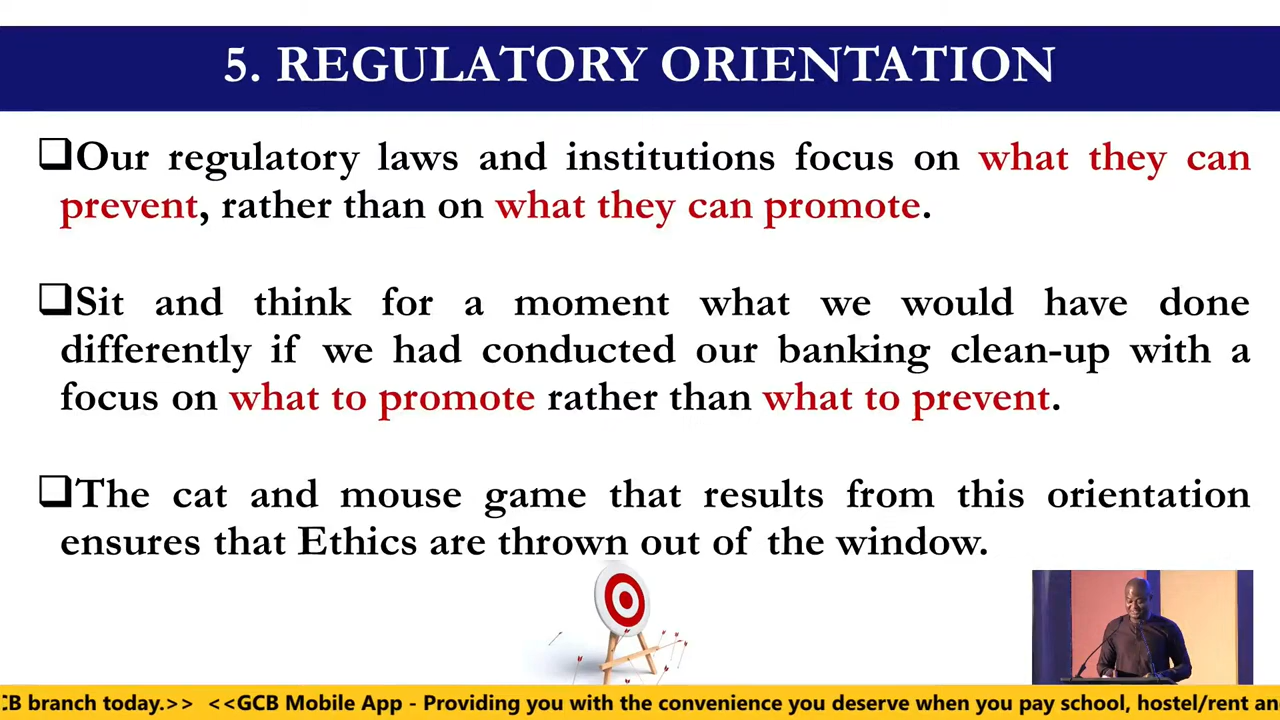 5. REGULATORY ORIENTATION
❑Our regulatory laws and institutions focus on what they can
prevent, rather than on what they can promote.
❑Sit and think for a moment what we would have done
differently if we had conducted our banking clean-up with a
focus on what to promote rather than what to prevent.
❑The cat and mouse game that results from this orientation
ensures that Ethics are thrown out of the window.
CB branch today.>> <<GCB Mobile App - Providing you with the convenience you deserve when you pay school, hostel/rent an